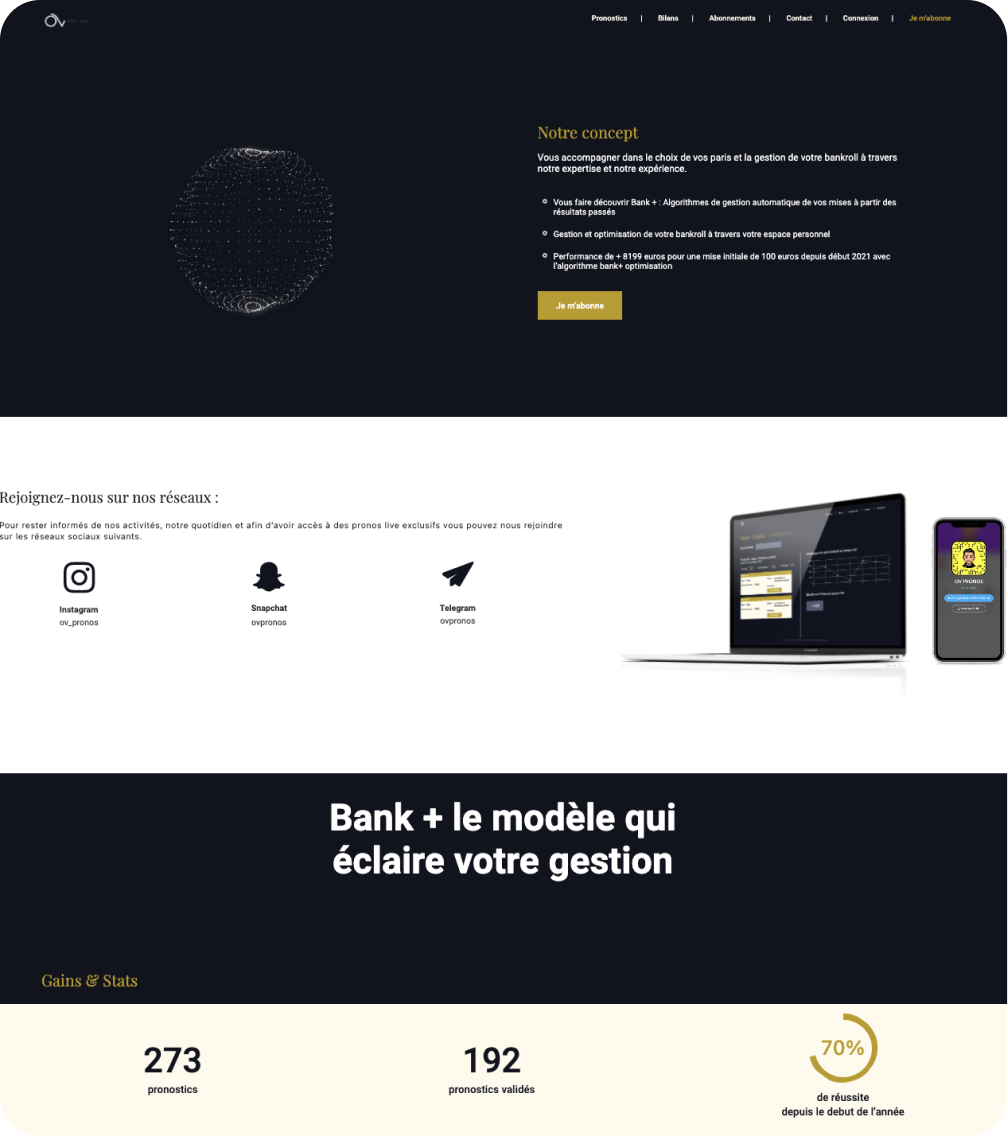 OV
Pronostics | Bilans | Abonnements | Contact | Connexion | Je m'abonne
Notre concept
Vous accompagner dans le choix de vos paris et la gestion de votre bankroll à travers
notre expertise et notre expérience.
Vous faire découvrir Bank + : Algorithmes de gestion automatique de vos mises à partir des
résultats passés
Gestion et optimisation de votre bankroll à travers votre espace personnel
Performance de + 8199 euros pour une mise initiale de 100 euros depuis début 2021 avec
l'algorithme bank+ optimisation
Je m'abonne
Rejoignez-nous sur nos réseaux :
Pour rester informés de nos activités, notre quotidien et afin d'avoir accès à des pronos live exclusifs vous pouvez nous rejoindre
sur les réseaux sociaux suivants.
Instagram
ov_pronos
Snapchat
ovpronos
Telegram
ovpronos
OV PRONOS
Bank + le modèle qui
éclaire votre gestion
Gains & Stats
273
pronostics
192
pronostics validés
70%
de réussite
depuis le debut de l'année